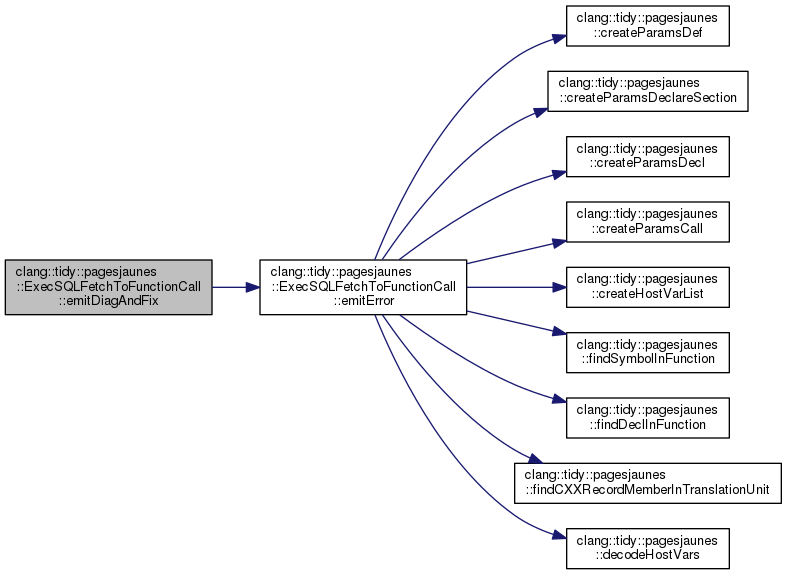 clang::tidy::pagesjaunes
::ExecSQLFetchToFunctionCall
::emitDiagAndFix
clang::tidy::pagesjaunes
::ExecSQLFetchToFunctionCall
::emitError
clang::tidy::pagesjaunes
::createParamsDef
clang::tidy::pagesjaunes
::createParamsDeclareSection
clang::tidy::pagesjaunes
::createParamsDecl
clang::tidy::pagesjaunes
::createParamsCall
clang::tidy::pagesjaunes
::createHostVarList
clang::tidy::pagesjaunes
::findSymbolInFunction
clang::tidy::pagesjaunes
::findDeclInFunction
clang::tidy::pagesjaunes
::findCXXRecordMemberInTranslationUnit
clang::tidy::pagesjaunes
::decodeHostVars